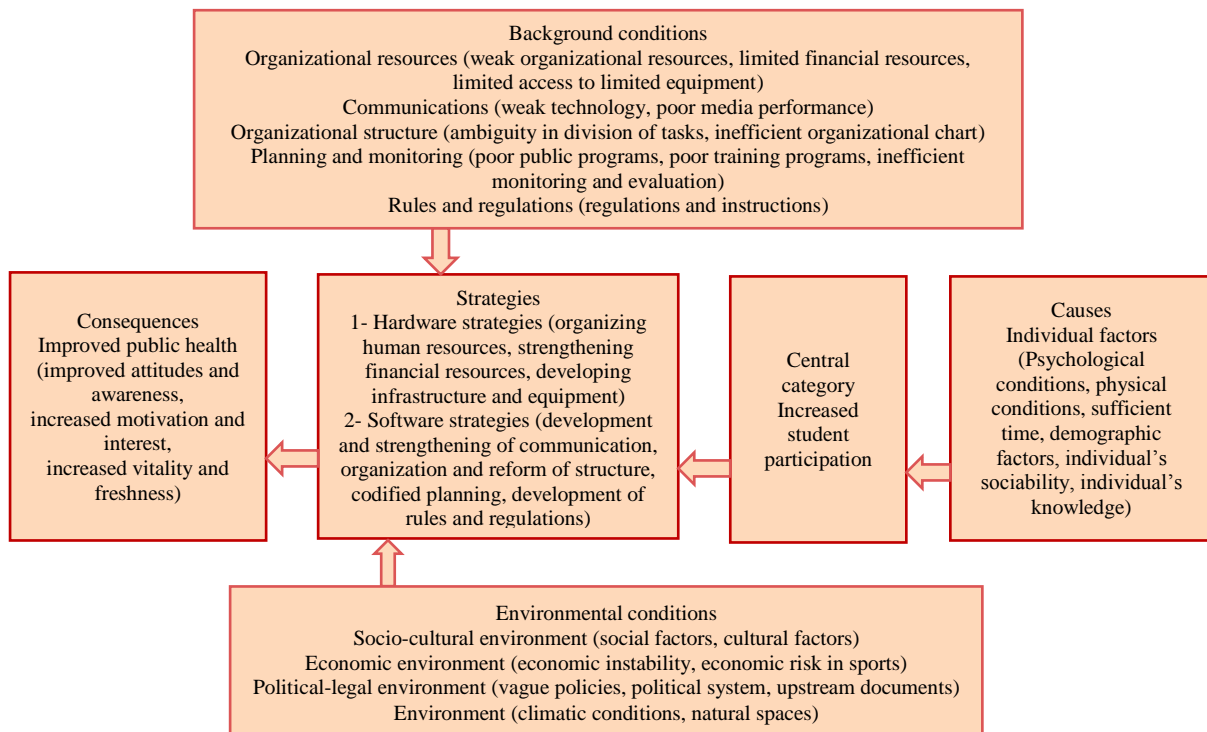 Background conditions
Organizational resources (weak organizational resources, limited financial resources,
limited access to limited equipment)
Communications (weak technology, poor media performance)
Organizational structure (ambiguity in division of tasks, inefficient organizational chart)
Planning and monitoring (poor public programs, poor training programs, inefficient
monitoring and evaluation)
Rules and regulations (regulations and instructions)
Consequences
Improved public health
(improved attitudes and
awareness,
increased motivation and
interest,
increased vitality and
freshness)
Strategies
1- Hardware strategies (organizing
human resources, strengthening
financial resources, developing
infrastructure and equipment)
2- Software strategies (development
and strengthening of communication,
organization and reform of structure,
codified planning, development of
rules and regulations)
Central
category
Increased
student
participation
Causes
Individual factors
(Psychological
conditions, physical
conditions, sufficient
time, demographic
factors, individual’s
sociability, individual’s
knowledge)
Environmental conditions
Socio-cultural environment (social factors, cultural factors)
Economic environment (economic instability, economic risk in sports)
Political-legal environment (vague policies, political system, upstream documents)
Environment (climatic conditions, natural spaces)